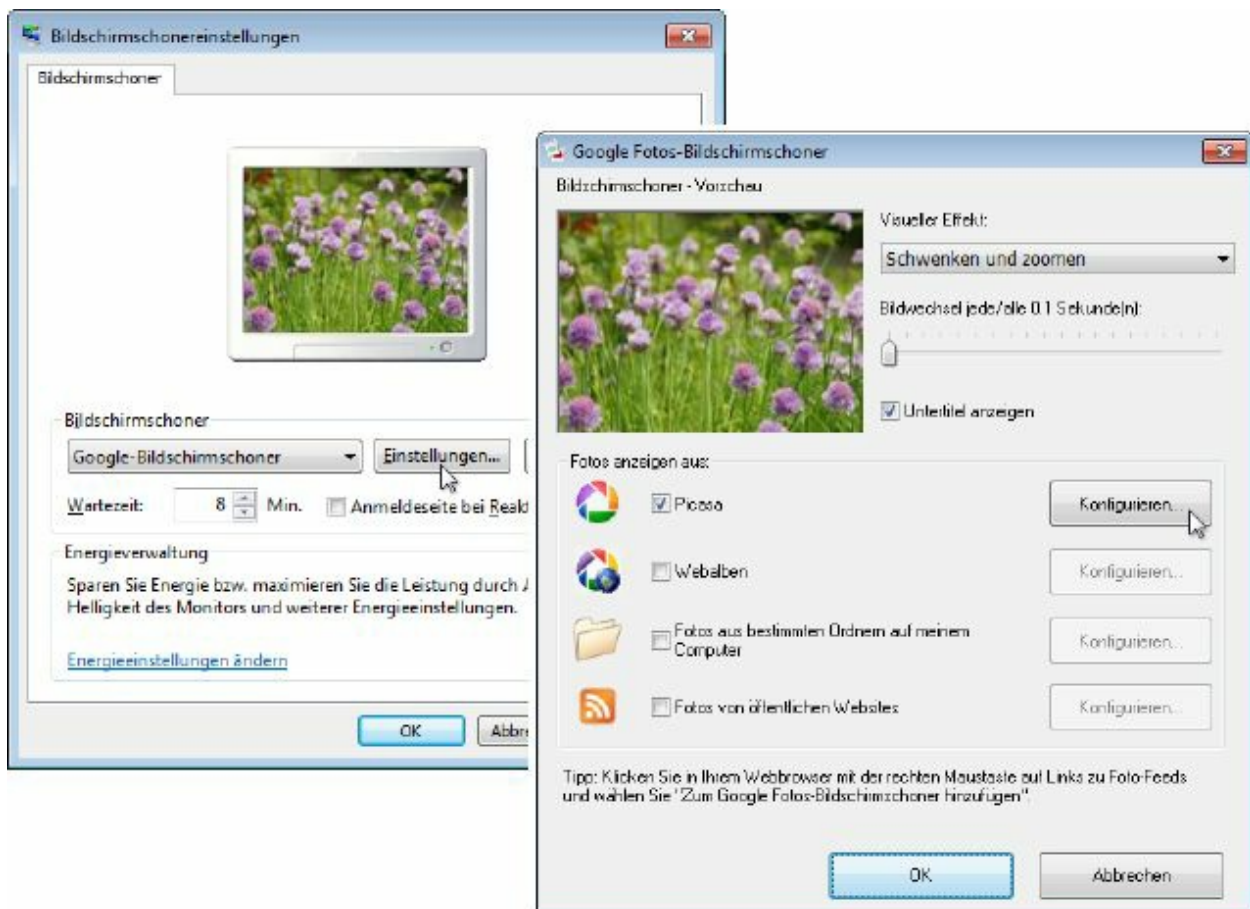 Bildschirmschonereinstellungen
Bildschirmschoner
Bildschirmschoner
Google-Bildschirmschoner
Einstellungen...
Wartezeit:
8
Min.
Anmeldeseite bei
Energieverwaltung
Sparen Sie Energie bzw. maximieren Sie die Leistung durch
Helligkeit des Monitors und weiterer Energieeinstellungen.
Energieeinstellungen ändern
OK
Google Fotos-Bildschirmschoner
Bildschirmschoner - Vorschau
Visueller Effekt:
Schwenken und zoomen
Bildwechsel jede/alle 0.1 Sekunde(n):
Untertitel anzeigen
Fotos anzeigen aus:
Picasa
Konfigurieren...
Webalben
Konfigurieren...
Fotos aus bestimmten Ordnern auf meinem
Computer
Konfigurieren...
Fotos von öffentlichen Websites
Konfigurieren...
Tipp: Klicken Sie in Ihrem Webbrowser mit der rechten Maustaste auf Links zu Foto-Feeds
und wählen Sie "Zum Google Fotos-Bildschirmschoner hinzufügen".
OK
Abbrechen